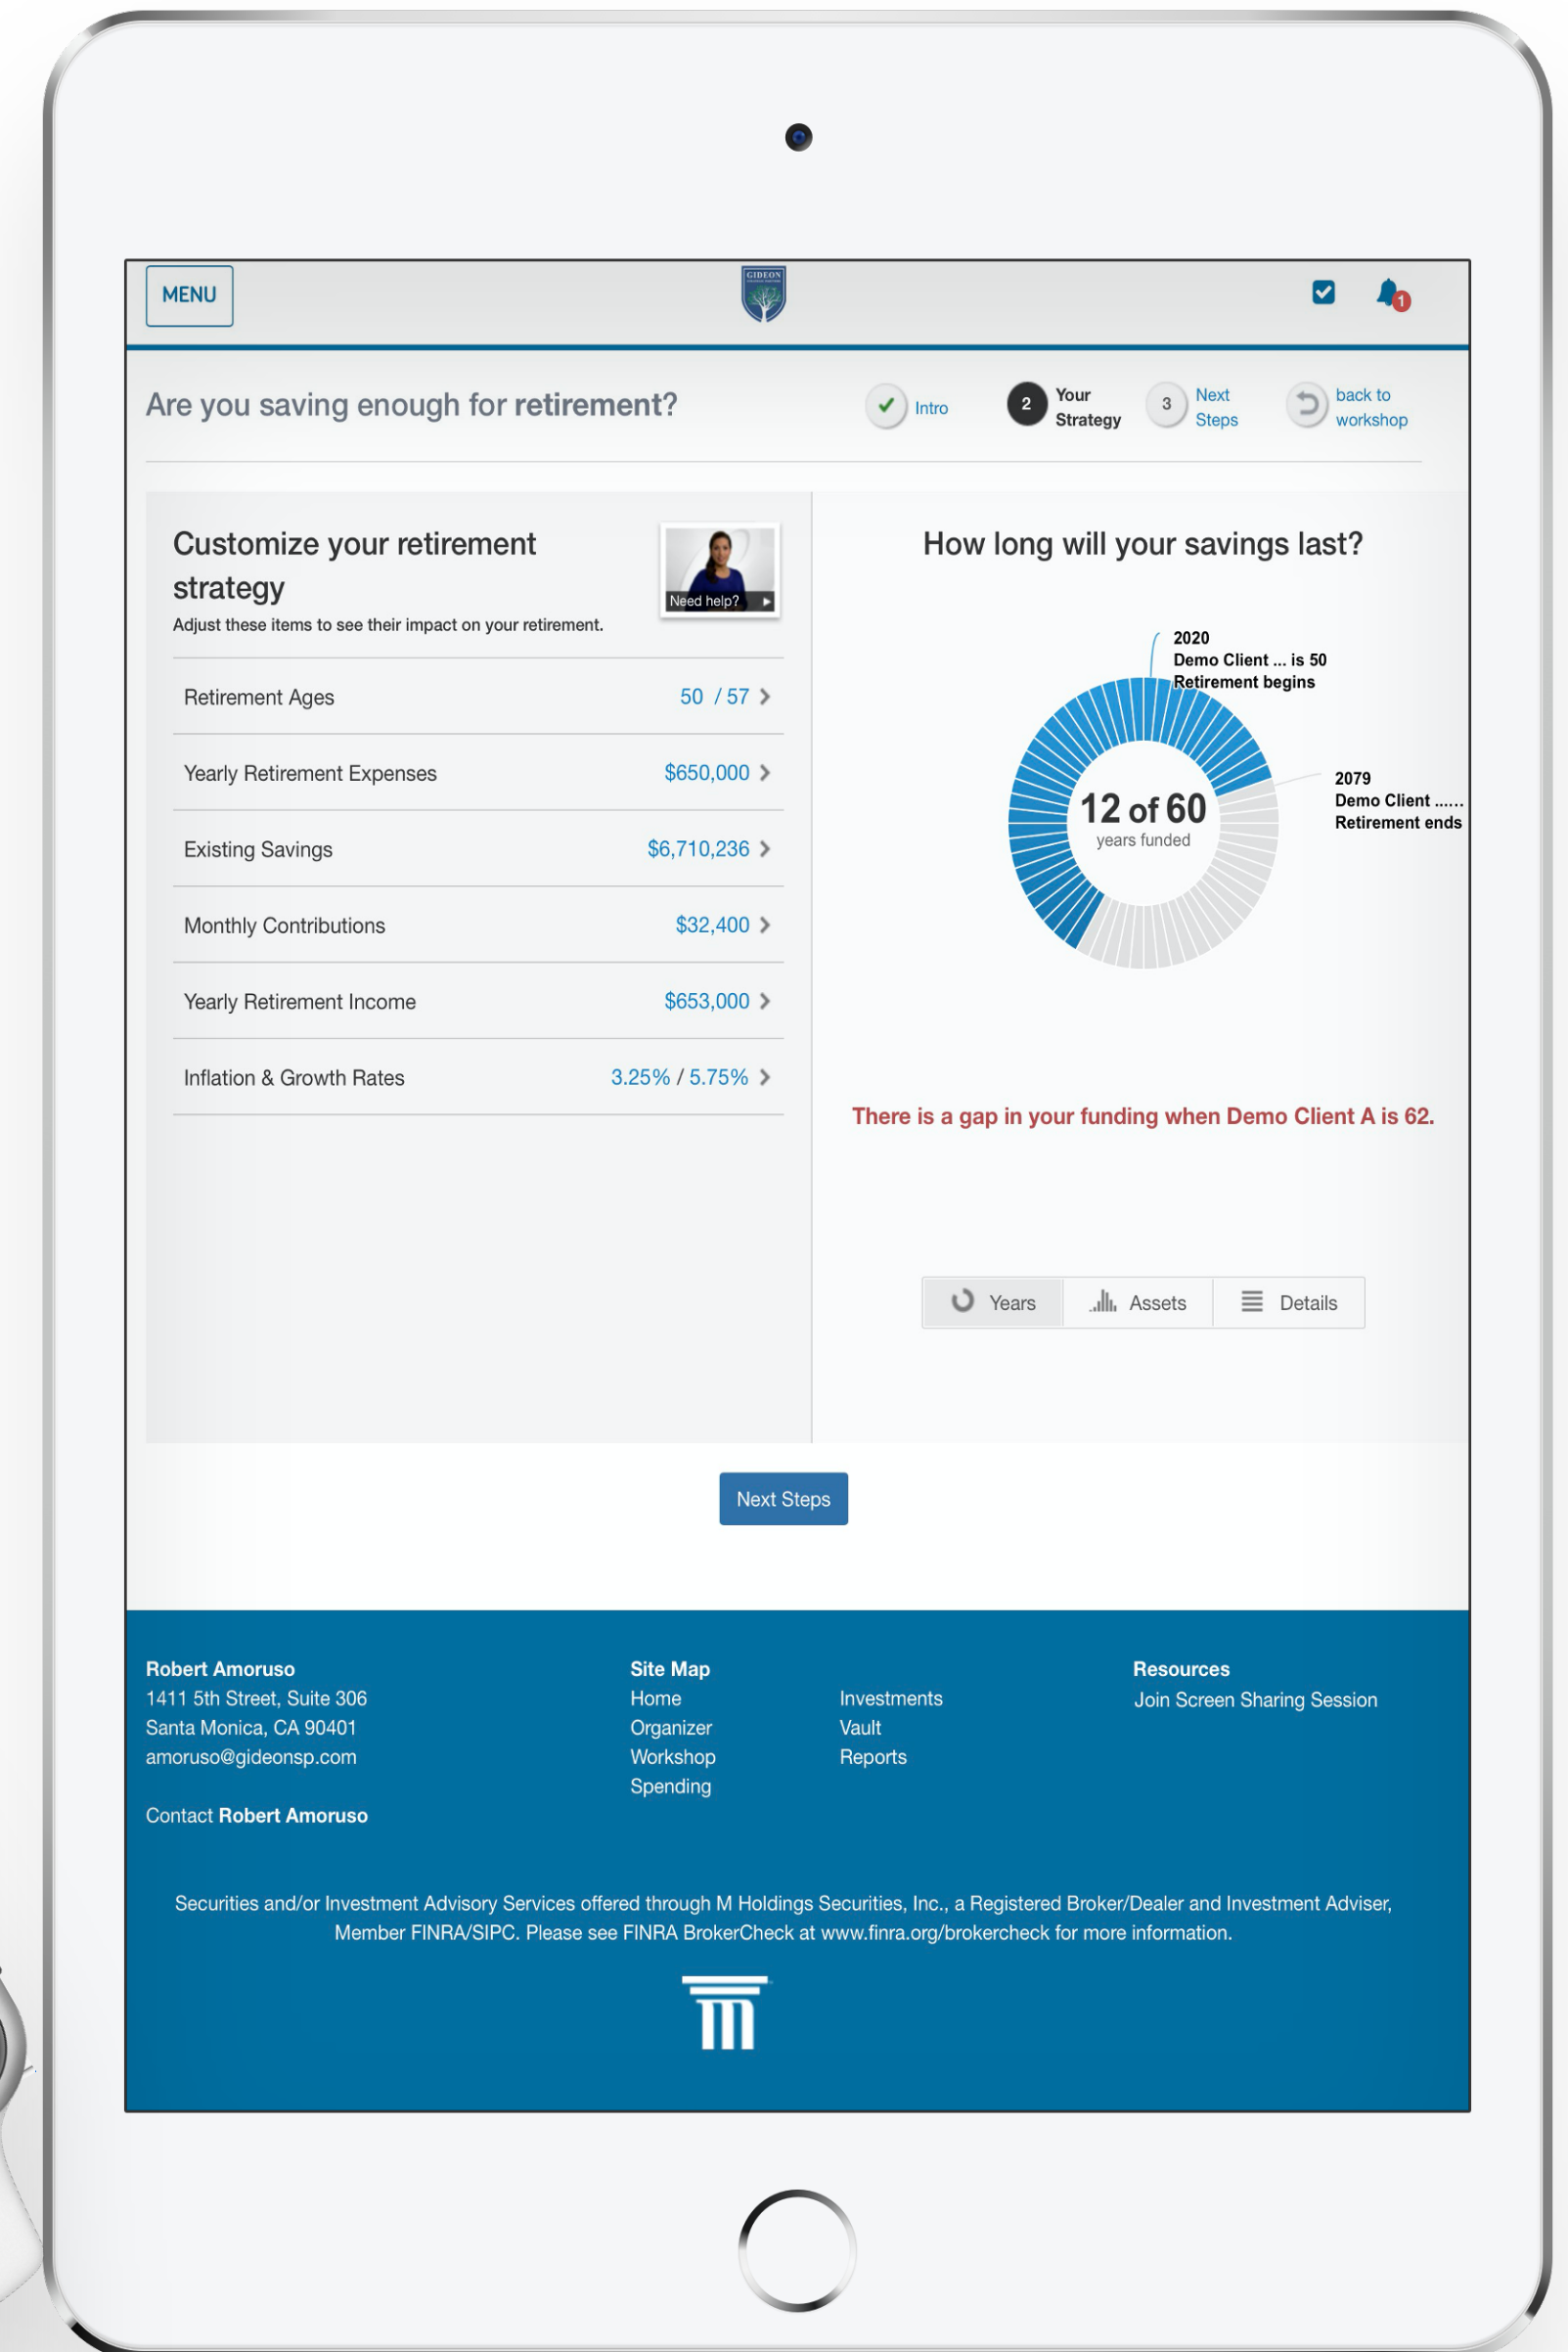 MENU
GIDEON
1
Are you saving enough for retirement?
Intro
2
Your
Strategy
3
Next
Steps
back to
workshop
Customize your retirement
strategy
Need help?
Adjust these items to see their impact on your retirement.
Retirement Ages 50 / 57
Yearly Retirement Expenses $650,000
Existing Savings $6,710,236
Monthly Contributions $32,400
Yearly Retirement Income $653,000
Inflation & Growth Rates 3.25% / 5.75%
How long will your savings last?
2020
Demo Client ... is 50
Retirement begins
2079
Demo Client ......
Retirement ends
12 of 60
years funded
There is a gap in your funding when Demo Client A is 62.
Years
Assets
Details
Next Steps
Robert Amoruso
1411 5th Street, Suite 306
Santa Monica, CA 90401
amoruso@gideonsp.com
Contact Robert Amoruso
Site Map
Home
Organizer
Workshop
Spending
Investments
Vault
Reports
Resources
Join Screen Sharing Session
Securities and/or Investment Advisory Services offered through M Holdings Securities, Inc., a Registered Broker/Dealer and Investment Adviser,
Member FINRA/SIPC. Please see FINRA BrokerCheck at www.finra.org/brokercheck for more information.
m